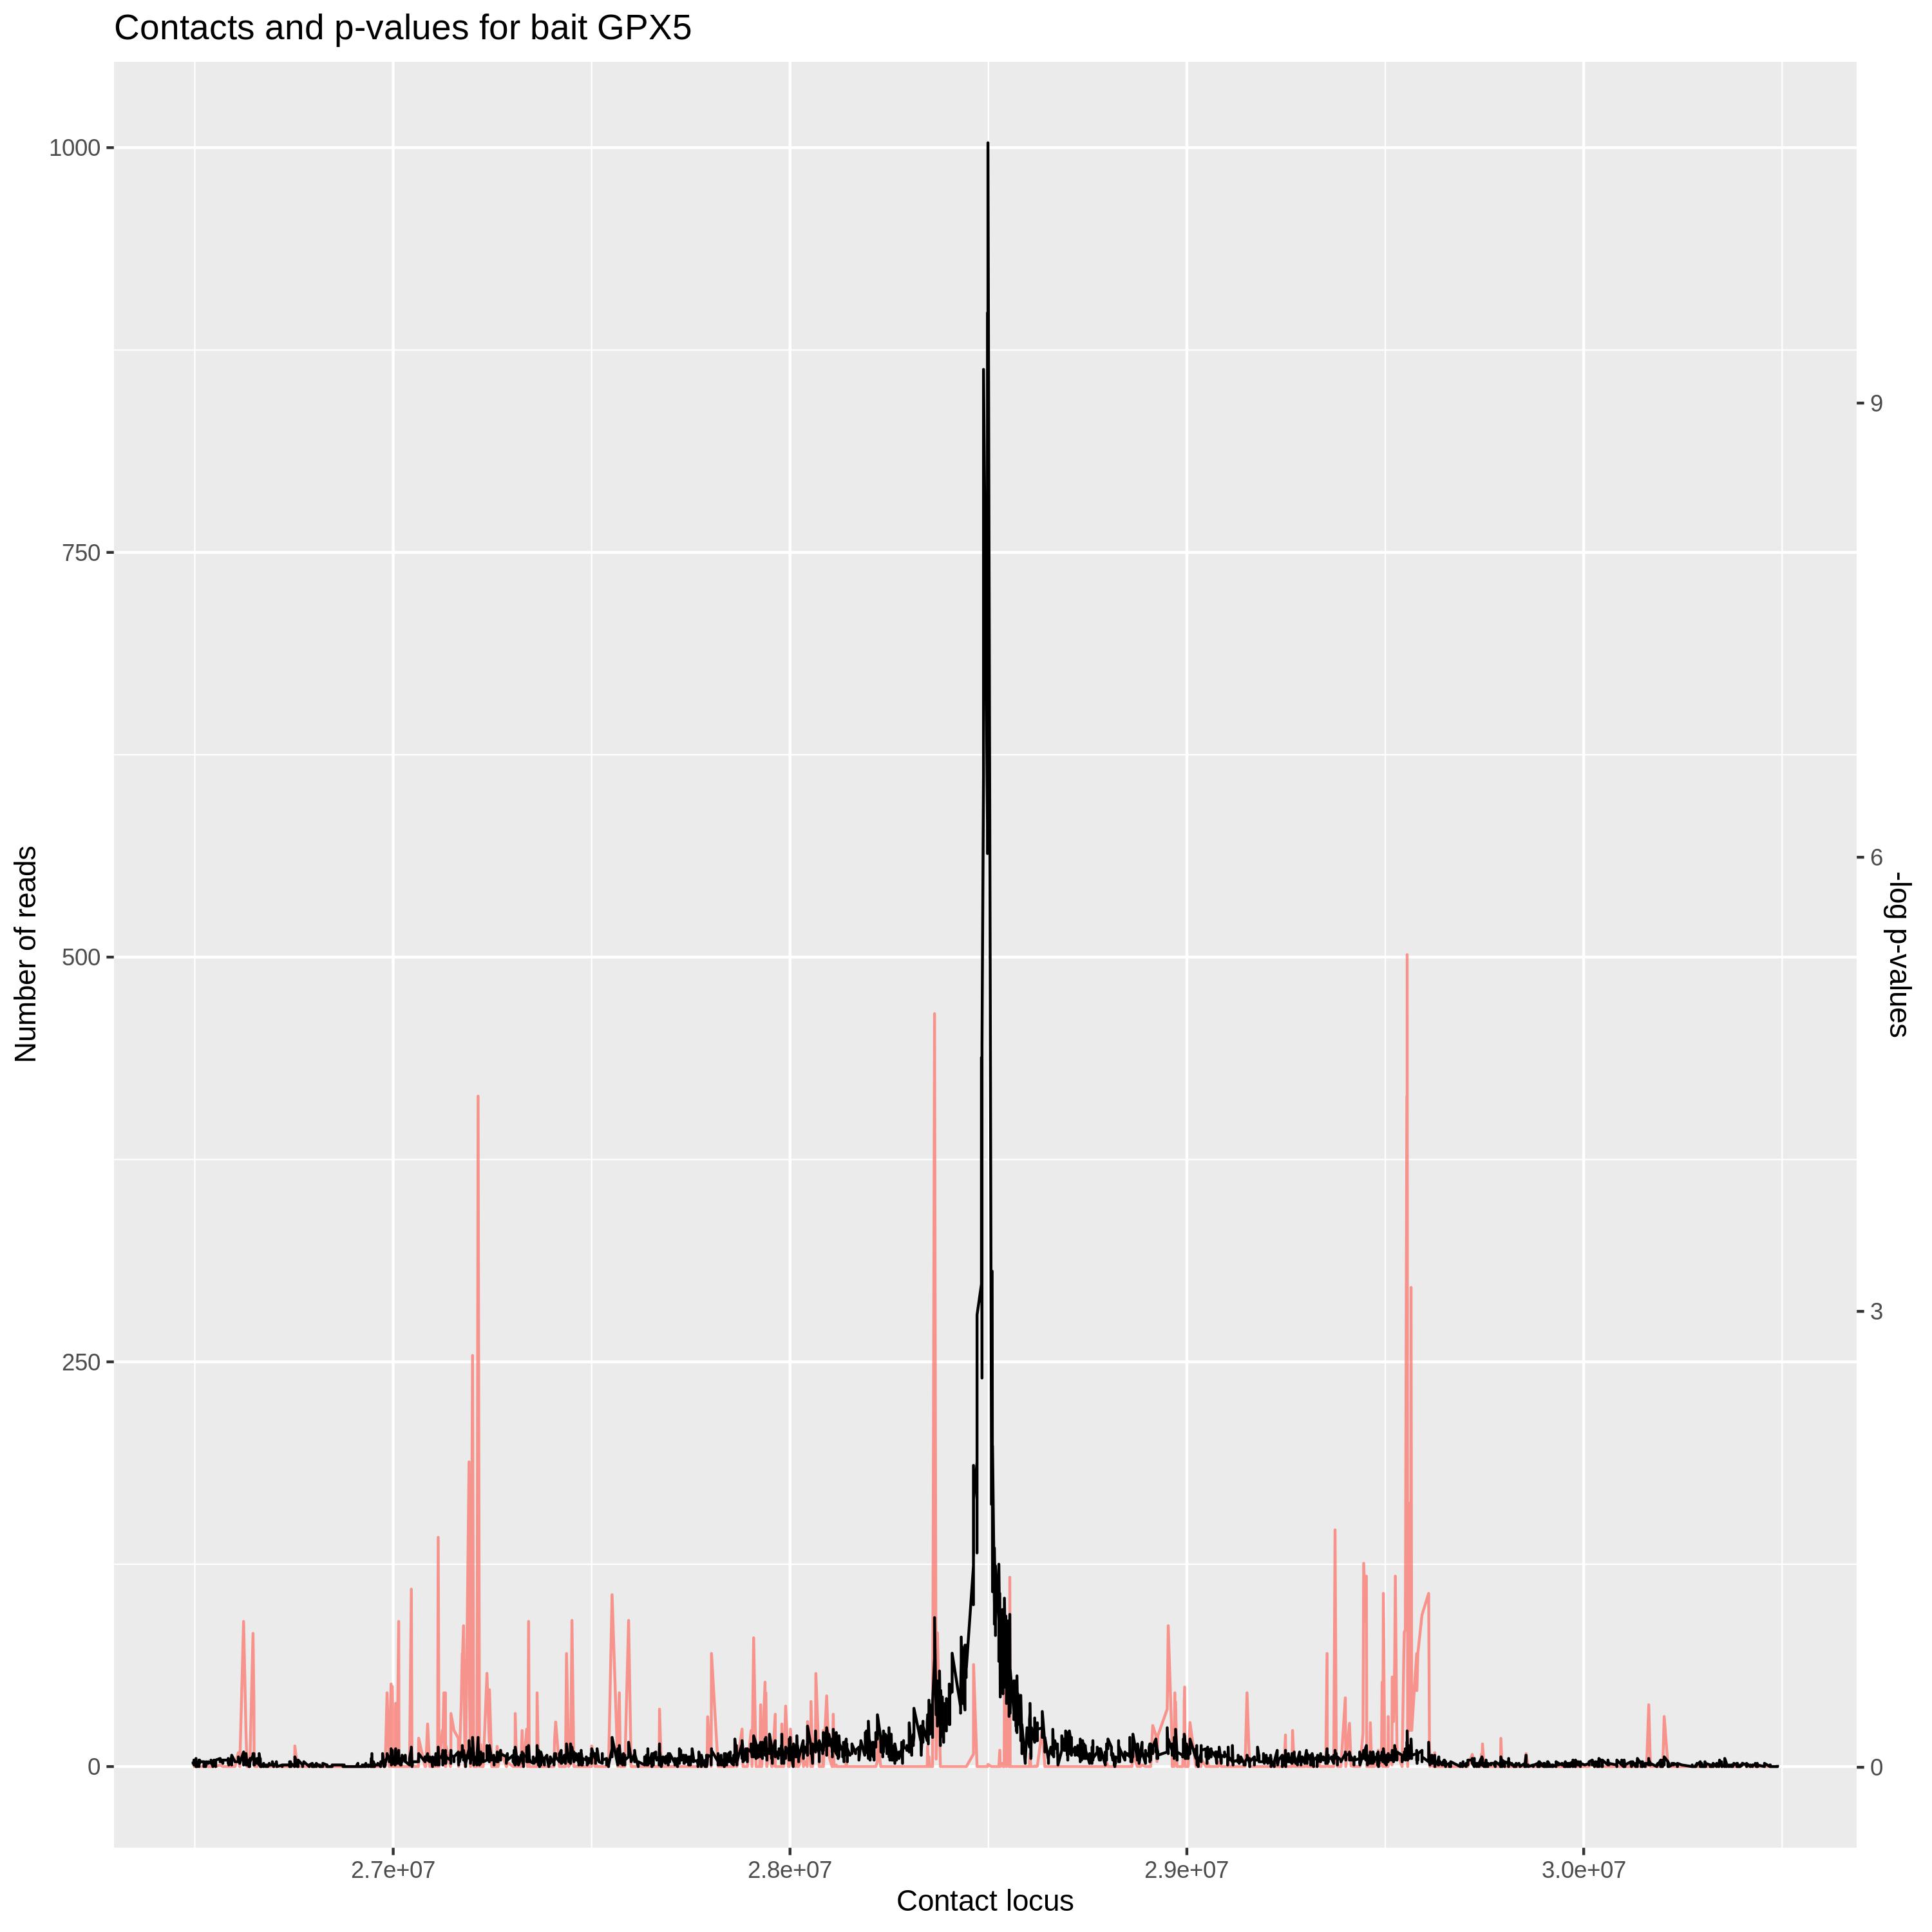 Contacts and p-values for bait GPX5
1000
750
500
250
0
Number of reads
9
6
3
0
-log p-values
2.7e+07
2.8e+07
2.9e+07
3.0e+07
Contact locus